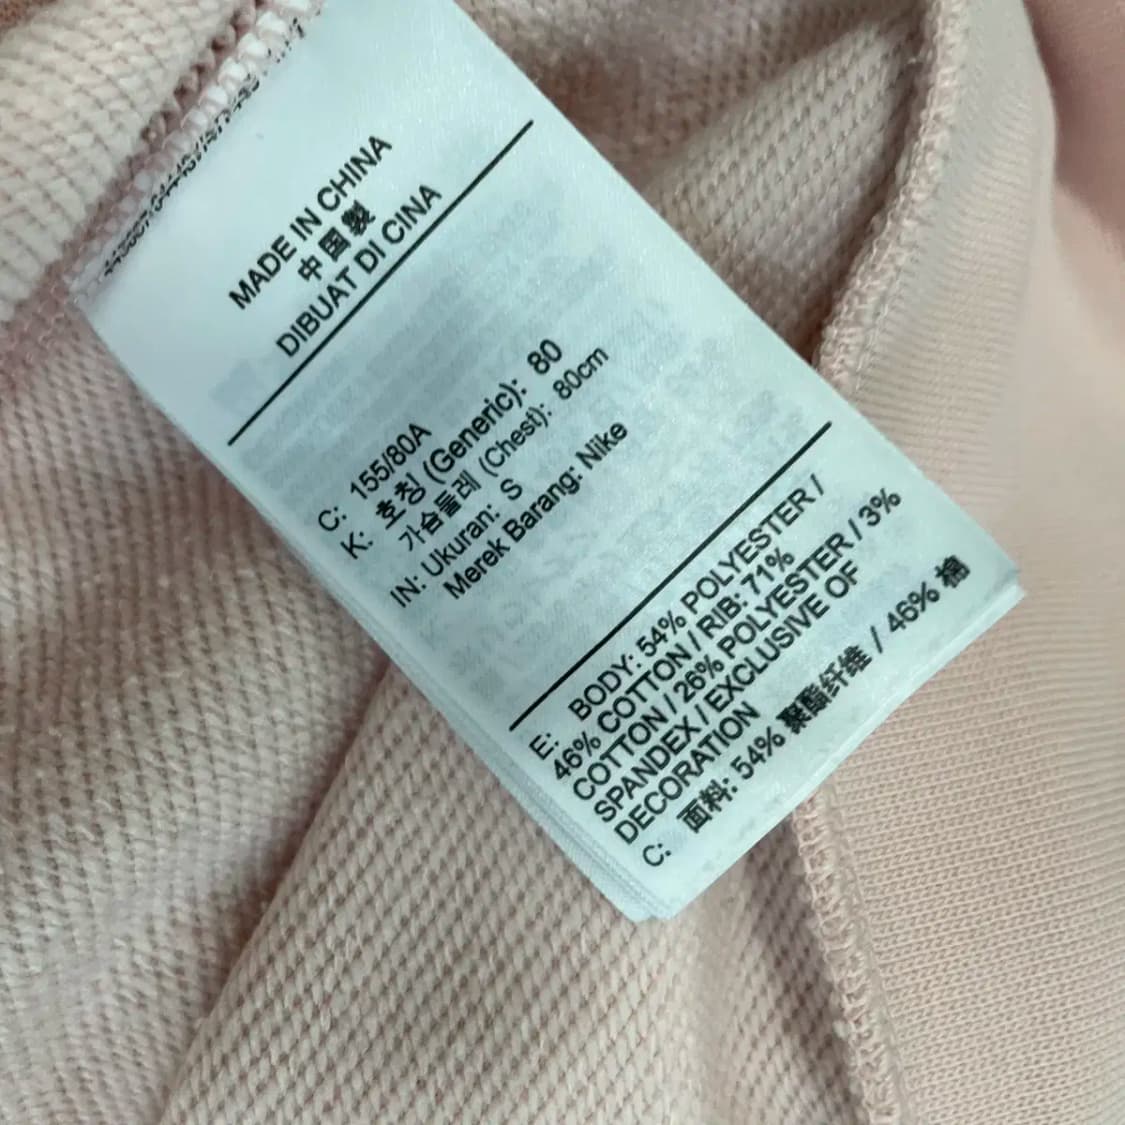 MADE IN CHINA
中国製
DIBUAT DI CINA
C: 155/80A
K: 호칭 (Generic): 80
가슴둘레 (Chest): 80cm
IN: Ukuran: S
Merek Barang: Nike
E: BODY: 54% POLYESTER /
46% COTTON / RIB: 71%
COTTON / 26% POLYESTER / 3%
SPANDEX / EXCLUSIVE OF
DECORATION
C: 面料: 54% 聚酯纤维 / 46% 棉